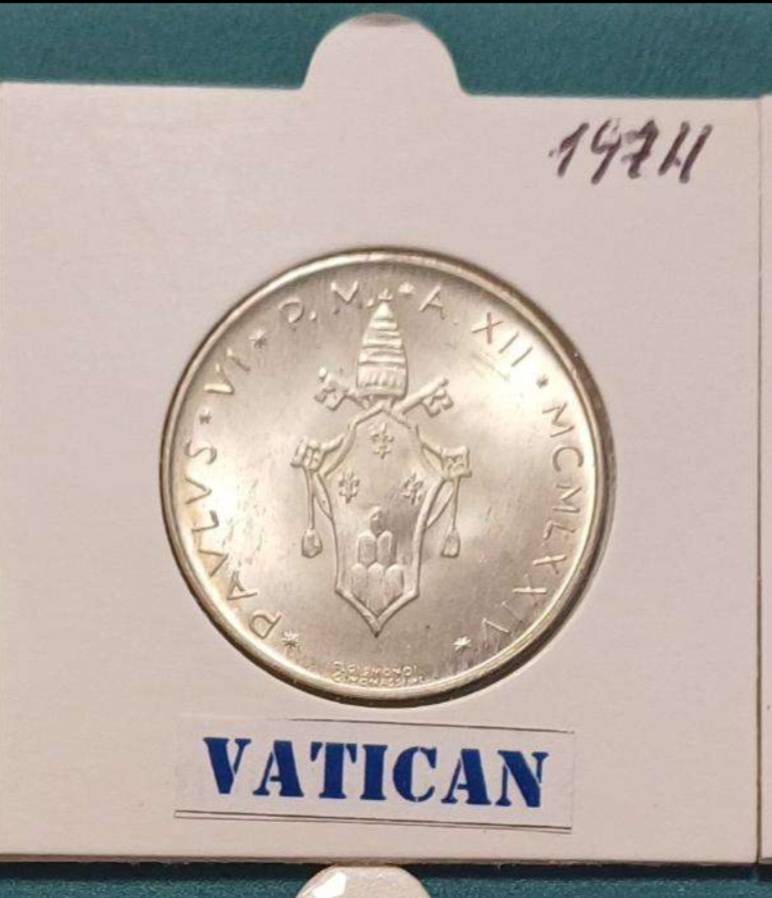 1974
PAVLVS * VI * P. M. * A. XII * MCMLXXIV
VATICAN